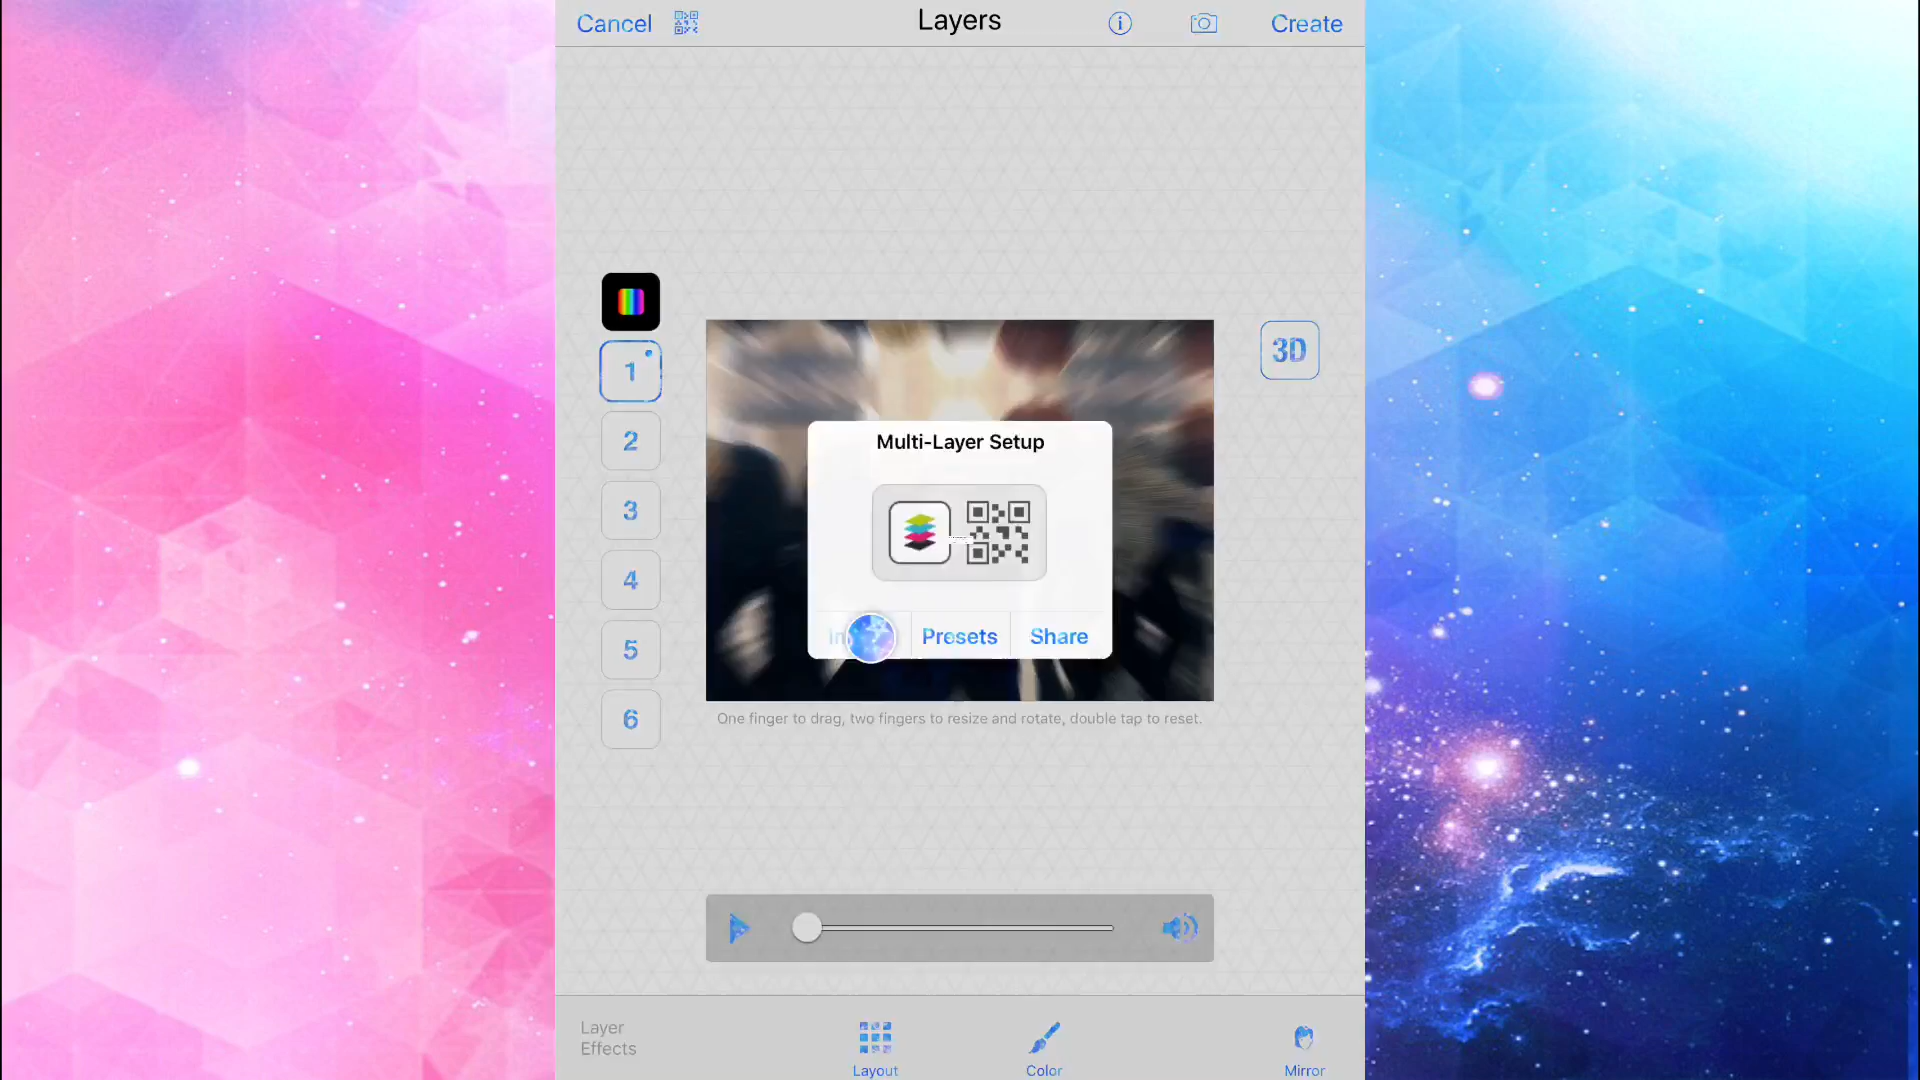 Cancel
Layers
Create
1
2
3
4
5
6
3D
Multi-Layer Setup
Presets
Share
One finger to drag, two fingers to resize and rotate, double tap to reset.
Layer
Effects
Layout
Color
Mirror